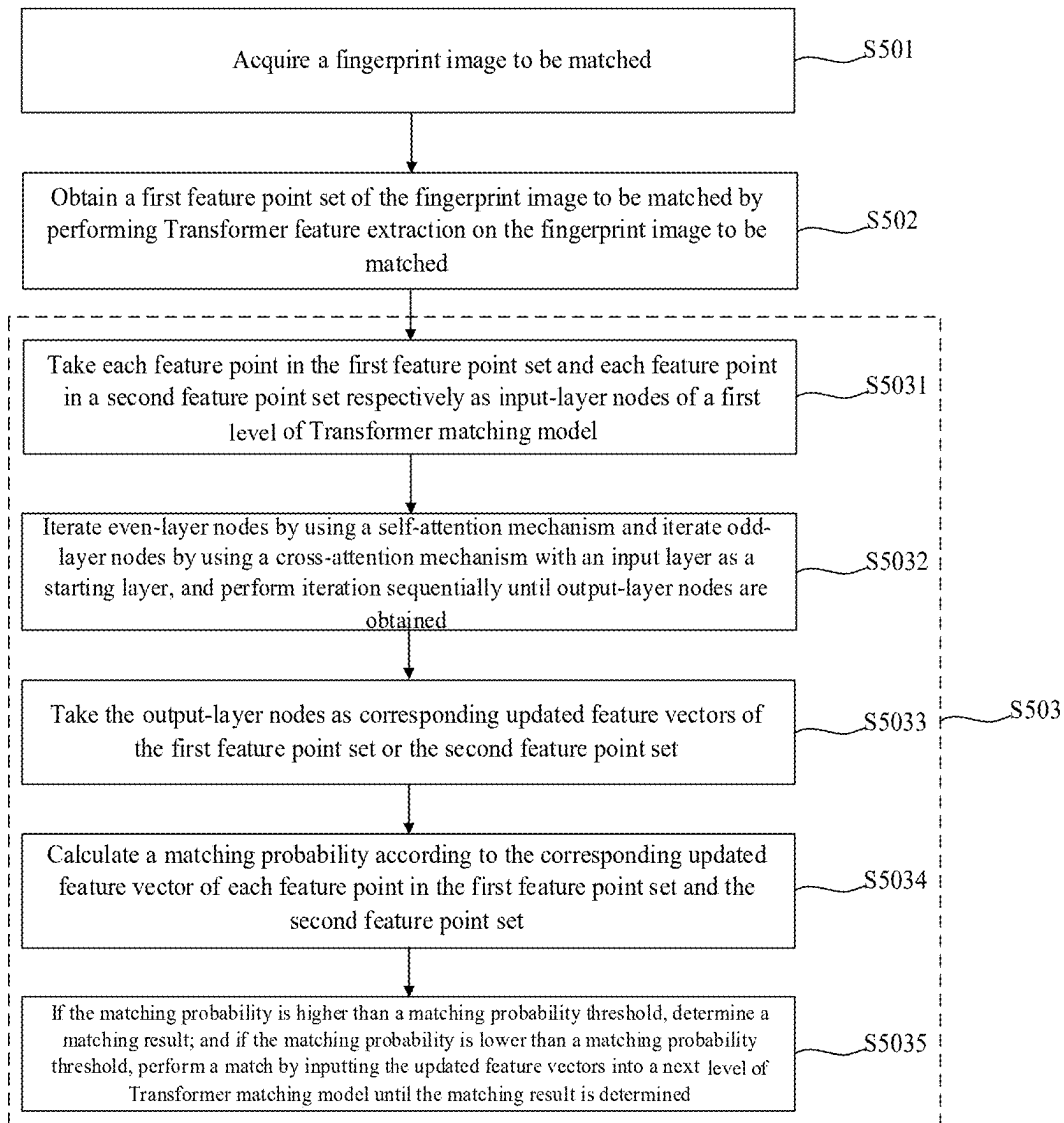 Acquire a fingerprint image to be matched
S501
Obtain a first feature point set of the fingerprint image to be matched by
performing Transformer feature extraction on the fingerprint image to be
matched
S502
Take each feature point in the first feature point set and each feature point
in a second feature point set respectively as input-layer nodes of a first
level of Transformer matching model
S5031
Iterate even-layer nodes by using a self-attention mechanism and iterate odd-
layer nodes by using a cross-attention mechanism with an input layer as a
starting layer, and perform iteration sequentially until output-layer nodes are
obtained
S5032
Take the output-layer nodes as corresponding updated feature vectors of
the first feature point set or the second feature point set
S5033
S503
Calculate a matching probability according to the corresponding updated
feature vector of each feature point in the first feature point set and the
second feature point set
S5034
If the matching probability is higher than a matching probability threshold, determine a
matching result; and if the matching probability is lower than a matching probability
threshold, perform a match by inputting the updated feature vectors into a next level of
Transformer matching model until the matching result is determined
S5035